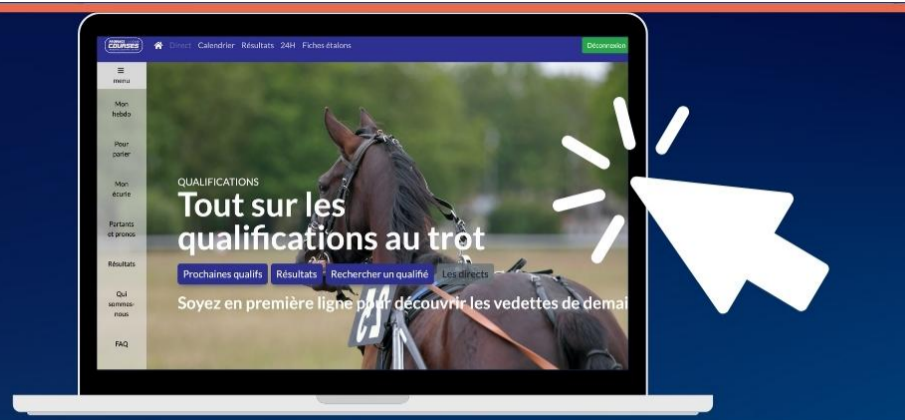 COURSES
Direct Calendrier Résultats 24H Fiches étalons
Déconnexion
menu
Mon
hebdo
Pour
parier
Mon
écurie
Partants
et pronos
Résultats
Qui
sommes-
nous
FAQ
QUALIFICATIONS
Tout sur les
qualifications au trot
Prochaines qualifs Résultats Rechercher un qualifié Les directs
Soyez en première ligne pour découvrir les vedettes de demai